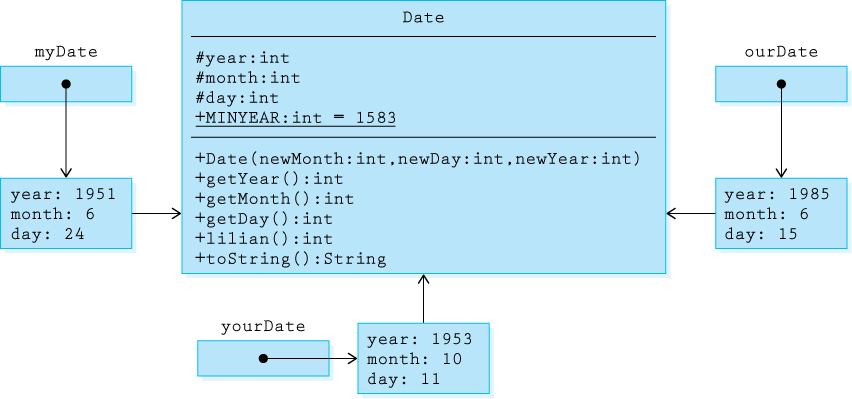 Date
#year:int
#month:int
#day:int
+MINYEAR:int = 1583
+Date(newMonth:int,newDay:int,newYear:int)
+getYear():int
+getMonth():int
+getDay():int
+lilian():int
+toString():String
myDate
year: 1951
month: 6
day: 24
ourDate
year: 1985
month: 6
day: 15
yourDate
year: 1953
month: 10
day: 11